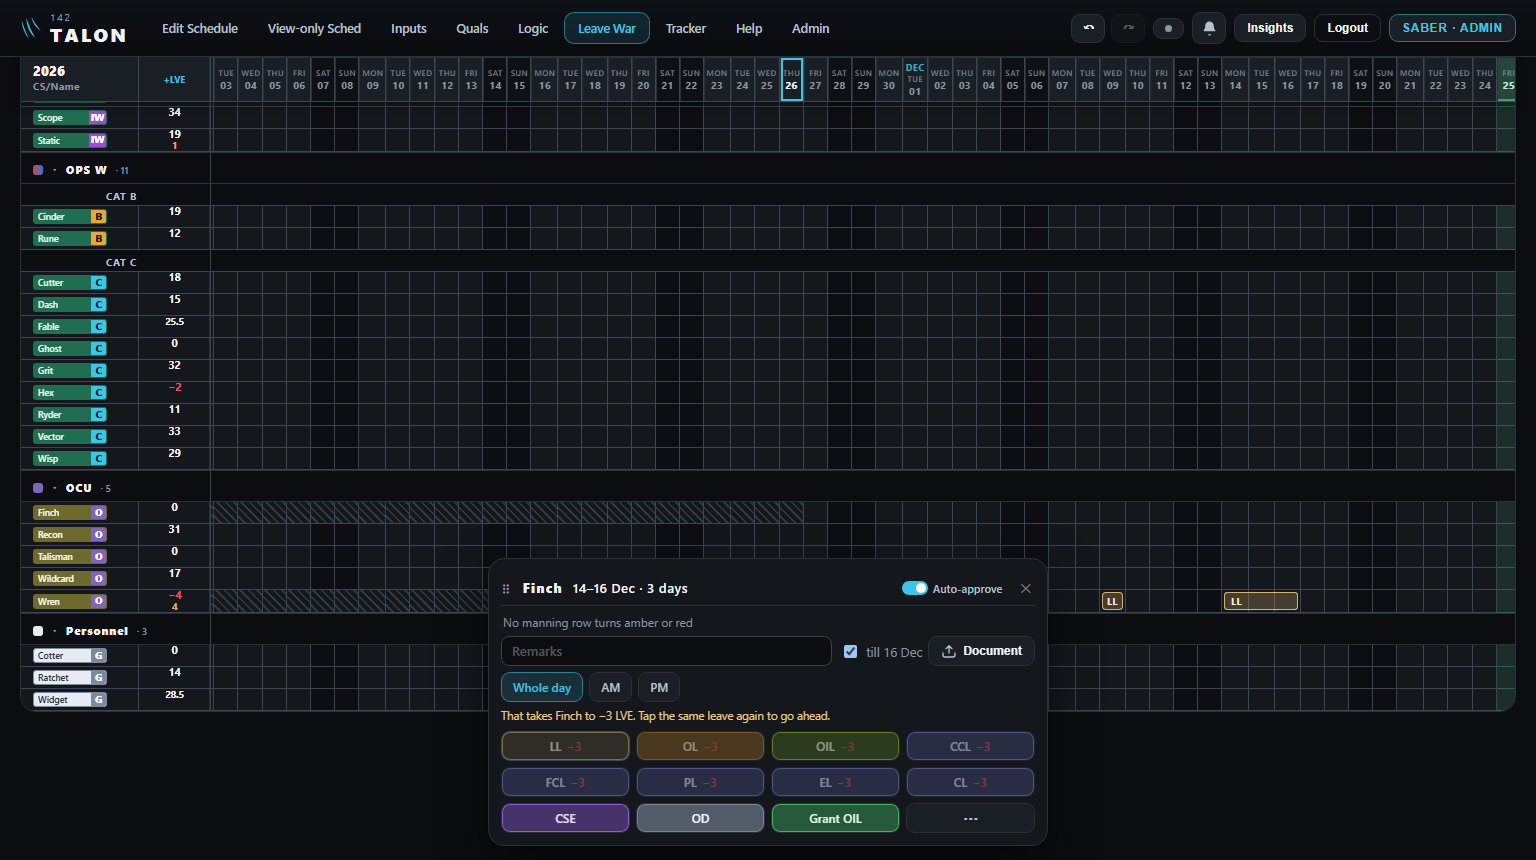 142
TALON
Edit Schedule
View-only Sched
Inputs
Quals
Logic
Leave War
Tracker
Help
Admin
Insights
Logout
SABER · ADMIN
2026
CS/Name
+LVE
TUE 03 WED 04 THU 05 FRI 06 SAT 07 SUN 08 MON 09 TUE 10 WED 11 THU 12 FRI 13 SAT 14 SUN 15 MON 16 TUE 17 WED 18 THU 19 FRI 20 SAT 21 SUN 22 MON 23 TUE 24 WED 25 THU 26 FRI 27 SAT 28 SUN 29 MON 30 DEC TUE 01 WED 02 THU 03 FRI 04 SAT 05 SUN 06 MON 07 TUE 08 WED 09 THU 10 FRI 11 SAT 12 SUN 13 MON 14 TUE 15 WED 16 THU 17 FRI 18 SAT 19 SUN 20 MON 21 TUE 22 WED 23 THU 24 FRI 25
Scope IW 34
Static IW 19
1
· OPS W · 11
CAT B
Cinder B 19
Rune B 12
CAT C
Cutter C 18
Dash C 15
Fable C 25.5
Ghost C 0
Grit C 32
Hex C −2
Ryder C 11
Vector C 33
Wisp C 29
· OCU · 5
Finch O 0
Recon O 31
Talisman O 0
Wildcard O 17
Wren O −4
4
LL LL
· Personnel · 3
Cotter G 0
Ratchet G 14
Widget G 28.5
Finch 14–16 Dec · 3 days
Auto-approve
No manning row turns amber or red
Remarks
till 16 Dec
Document
Whole day AM PM
That takes Finch to −3 LVE. Tap the same leave again to go ahead.
LL −3 OL −3 OIL −3 CCL −3
FCL −3 PL −3 EL −3 CL −3
CSE OD Grant OIL ---